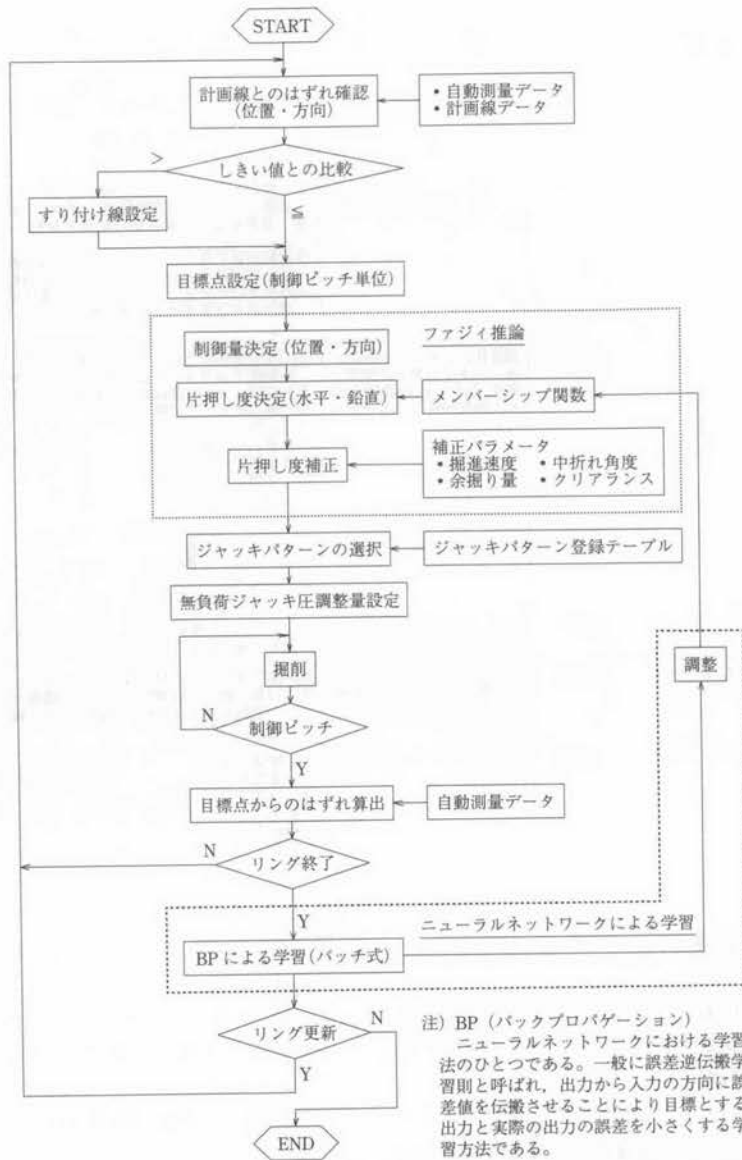 START
計画線とのはずれ確認
(位置・方向)
• 自動測量データ
• 計画線データ
しきい値との比較
>
≦
すり付け線設定
目標点設定(制御ピッチ単位)
ファジィ推論
制御量決定(位置・方向)
片押し度決定(水平・鉛直)
メンバーシップ関数
片押し度補正
補正パラメータ
• 掘進速度 • 中折れ角度
• 余掘り量 • クリアランス
ジャッキパターンの選択
ジャッキパターン登録テーブル
無負荷ジャッキ圧調整量設定
掘削
調整
制御ピッチ
N
Y
目標点からのはずれ算出
自動測量データ
リング終了
N
Y
ニューラルネットワークによる学習
BPによる学習(バッチ式)
リング更新
N
Y
END
注) BP(バックプロパゲーション)
ニューラルネットワークにおける学習
法のひとつである。一般に誤差逆伝搬学
習則と呼ばれ,出力から入力の方向に誤
差値を伝搬させることにより目標とする
出力と実際の出力の誤差を小さくする学
習方法である。